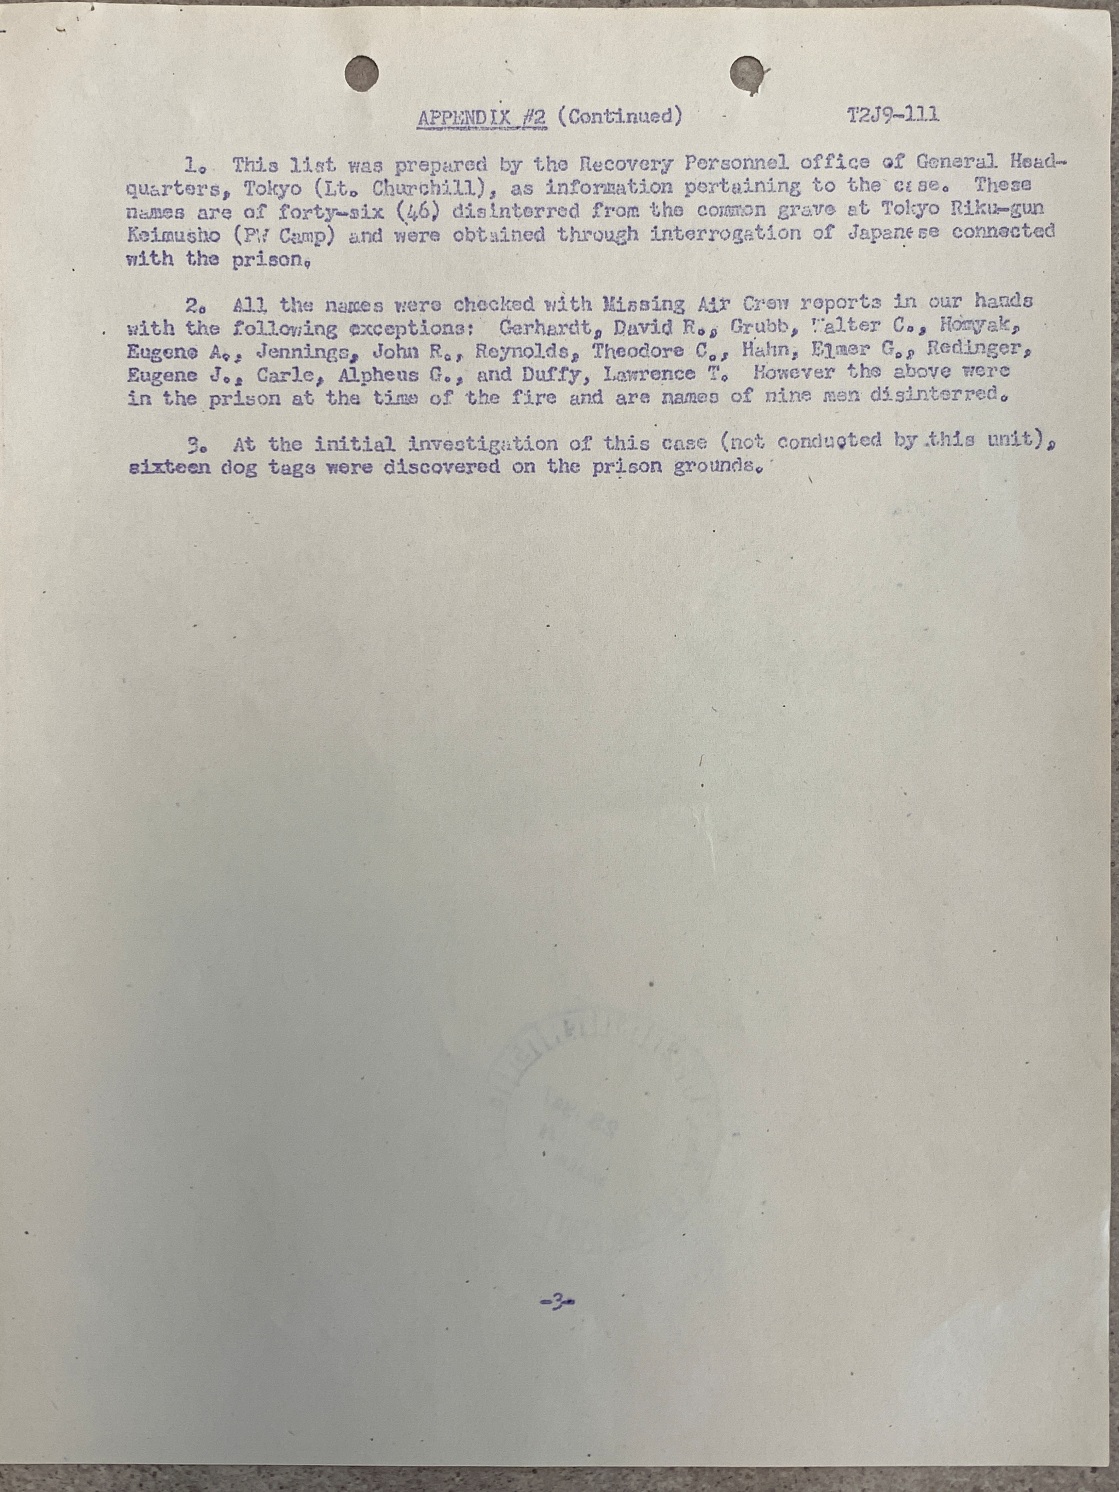 APPENDIX #2 (Continued) T2J9-111
1. This list was prepared by the Recovery Personnel office of General Head-
quarters, Tokyo (Lt. Churchill), as information pertaining to the case. These
names are of forty-six (46) disinterred from the common grave at Tokyo Riku-gun
Keimusho (PW Camp) and were obtained through interrogation of Japanese connected
with the prison.
2. All the names were checked with Missing Air Crew reports in our hands
with the following exceptions: Gerhardt, David R., Grubb, Walter C., Homyak,
Eugene A., Jennings, John R., Reynolds, Theodore C., Hahn, Elmer G., Redinger,
Eugene J., Carle, Alpheus G., and Duffy, Lawrence T. However the above were
in the prison at the time of the fire and are names of nine men disinterred.
3. At the initial investigation of this case (not conducted by this unit),
sixteen dog tags were discovered on the prison grounds.
-3-